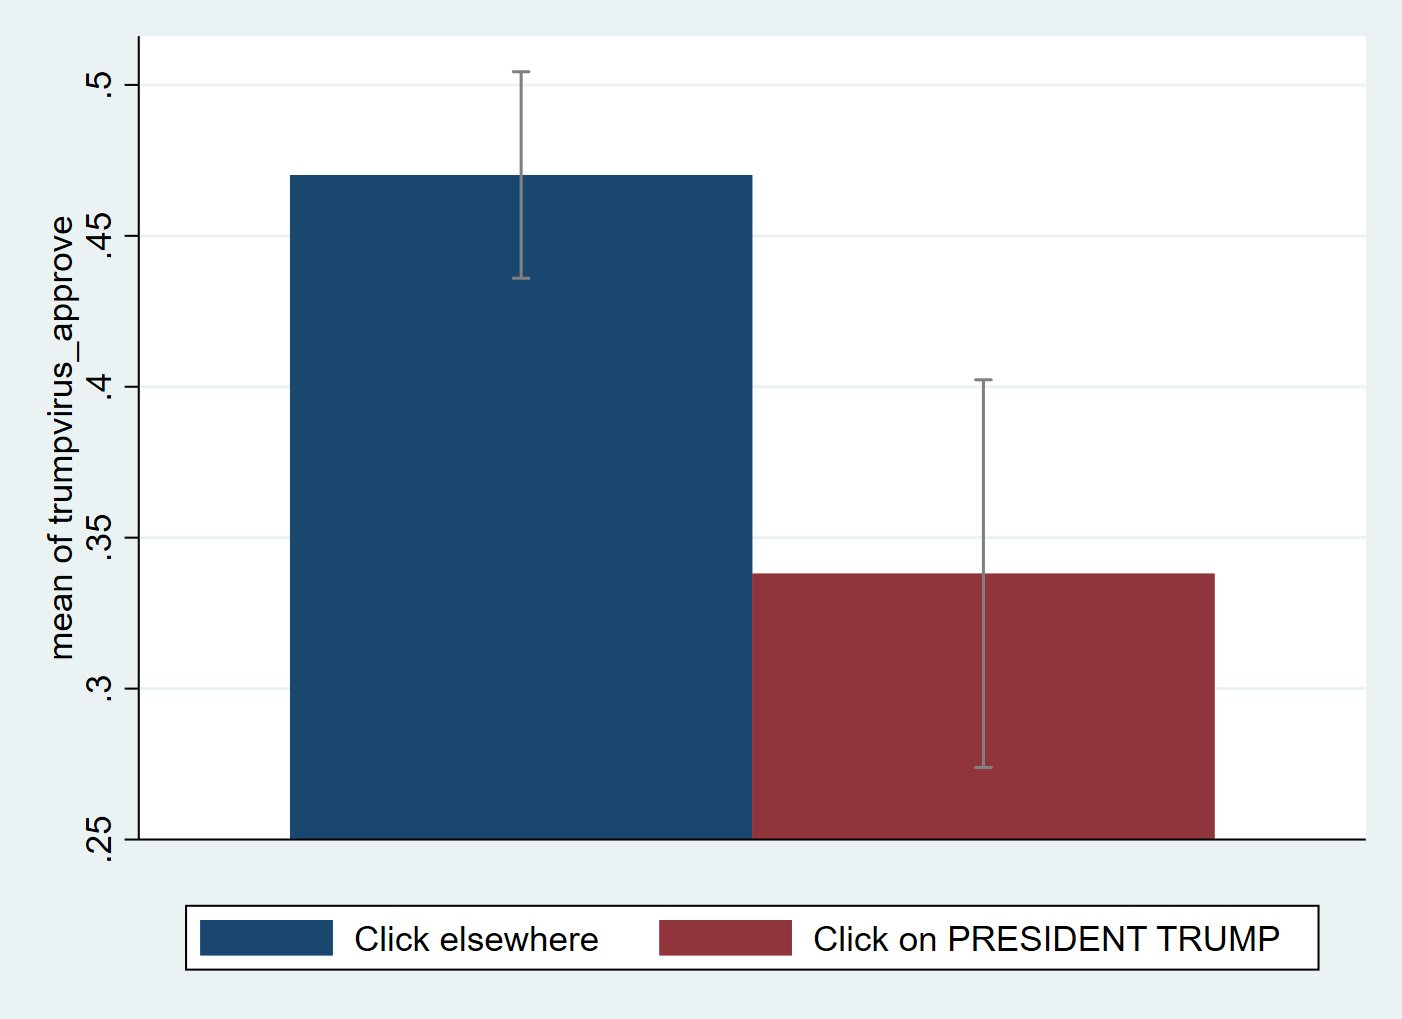 mean of trumpvirus_approve
.5
.45
.4
.35
.3
.25
Click elsewhere
Click on PRESIDENT TRUMP